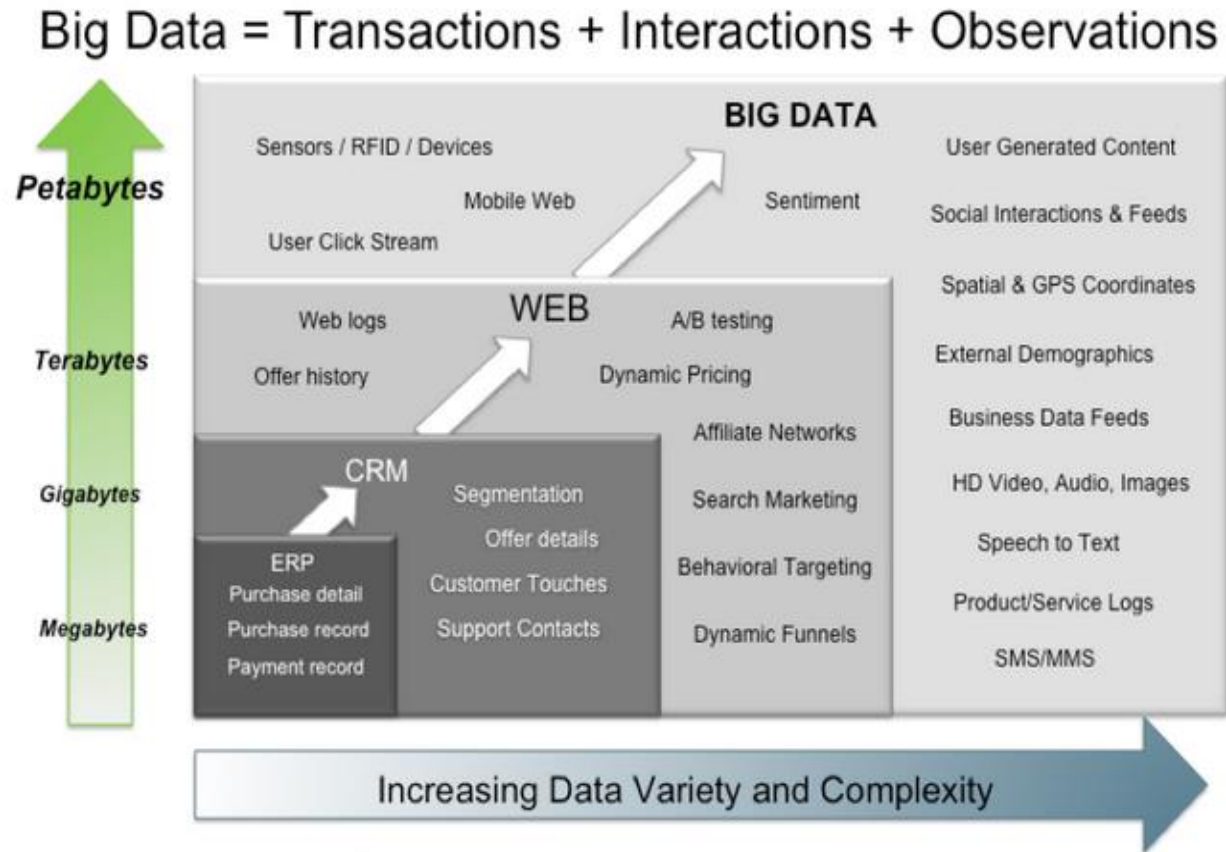 Big Data = Transactions + Interactions + Observations
BIG DATA
Sensors / RFID / Devices
User Generated Content
Petabytes
Mobile Web
Sentiment
Social Interactions & Feeds
User Click Stream
Spatial & GPS Coordinates
WEB
Web logs
A/B testing
Terabytes
External Demographics
Offer history
Dynamic Pricing
Business Data Feeds
Affiliate Networks
CRM
HD Video, Audio, Images
Gigabytes
Segmentation
Search Marketing
Offer details
Speech to Text
ERP
Behavioral Targeting
Customer Touches
Purchase detail
Product/Service Logs
Megabytes
Purchase record
Support Contacts
Dynamic Funnels
SMS/MMS
Payment record
Increasing Data Variety and Complexity